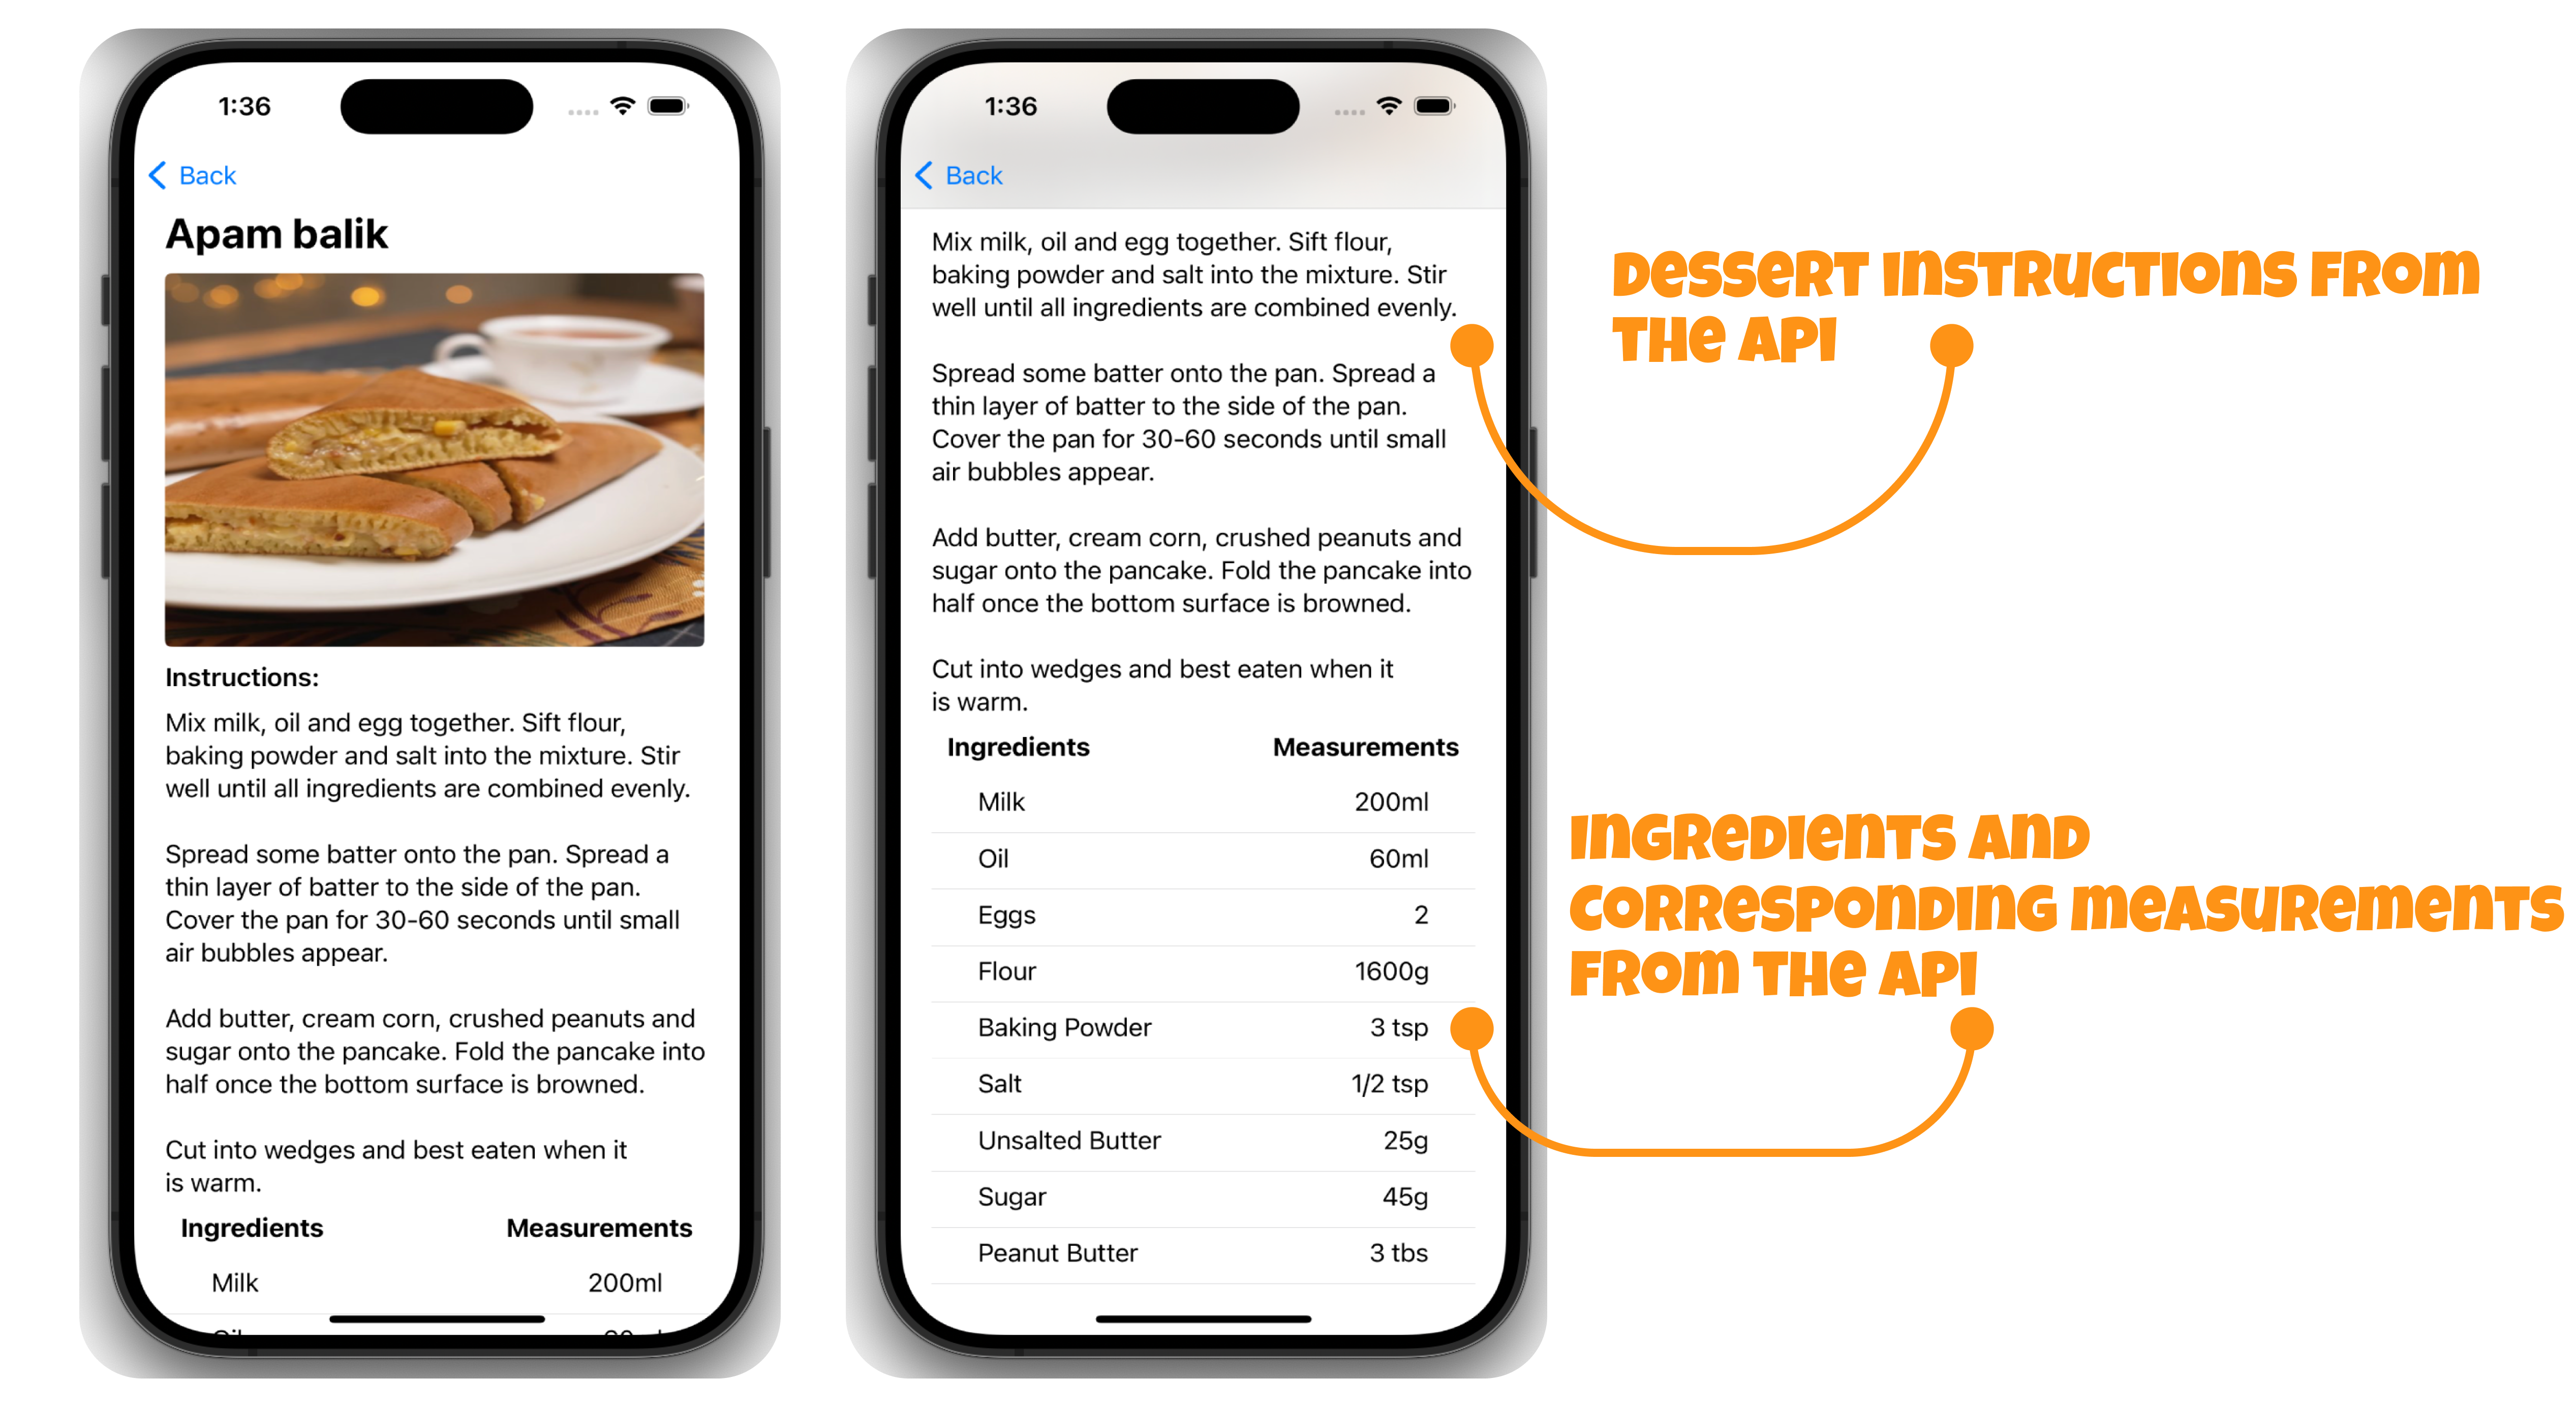 1:36
Back
Apam balik
Instructions:
Mix milk, oil and egg together. Sift flour,
baking powder and salt into the mixture. Stir
well until all ingredients are combined evenly.
Spread some batter onto the pan. Spread a
thin layer of batter to the side of the pan.
Cover the pan for 30-60 seconds until small
air bubbles appear.
Add butter, cream corn, crushed peanuts and
sugar onto the pancake. Fold the pancake into
half once the bottom surface is browned.
Cut into wedges and best eaten when it
is warm.
Ingredients Measurements
Milk 200ml
1:36
Back
Mix milk, oil and egg together. Sift flour,
baking powder and salt into the mixture. Stir
well until all ingredients are combined evenly.
Spread some batter onto the pan. Spread a
thin layer of batter to the side of the pan.
Cover the pan for 30-60 seconds until small
air bubbles appear.
Add butter, cream corn, crushed peanuts and
sugar onto the pancake. Fold the pancake into
half once the bottom surface is browned.
Cut into wedges and best eaten when it
is warm.
Ingredients Measurements
Milk 200ml
Oil 60ml
Eggs 2
Flour 1600g
Baking Powder 3 tsp
Salt 1/2 tsp
Unsalted Butter 25g
Sugar 45g
Peanut Butter 3 tbs
Dessert instructions from
the API
Ingredients and
corresponding measurements
from the API